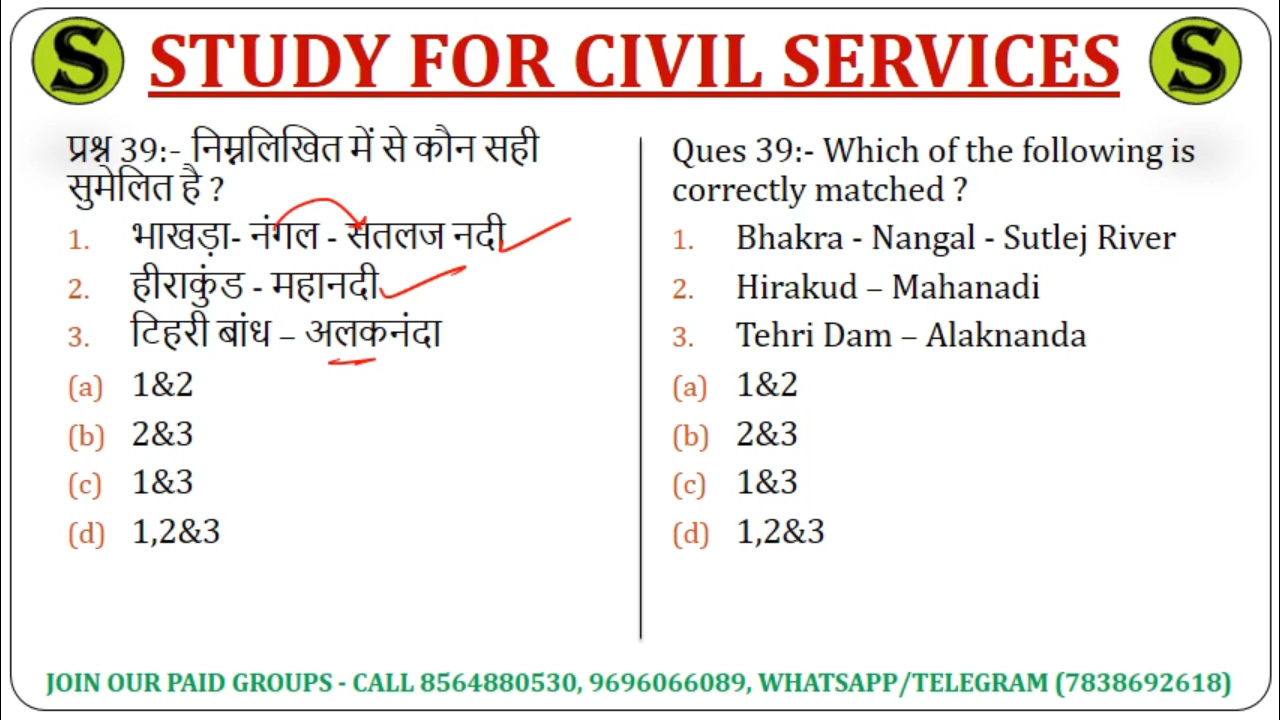 S STUDY FOR CIVIL SERVICES S
प्रश्न 39:- निम्नलिखित में से कौन सही
सुमेलित है ?
1. भाखड़ा- नंगल - सतलज नदी
2. हीराकुंड - महानदी
3. टिहरी बांध – अलकनंदा
(a) 1&2
(b) 2&3
(c) 1&3
(d) 1,2&3
Ques 39:- Which of the following is
correctly matched ?
1. Bhakra - Nangal - Sutlej River
2. Hirakud – Mahanadi
3. Tehri Dam – Alaknanda
(a) 1&2
(b) 2&3
(c) 1&3
(d) 1,2&3
JOIN OUR PAID GROUPS - CALL 8564880530, 9696066089, WHATSAPP/TELEGRAM (7838692618)